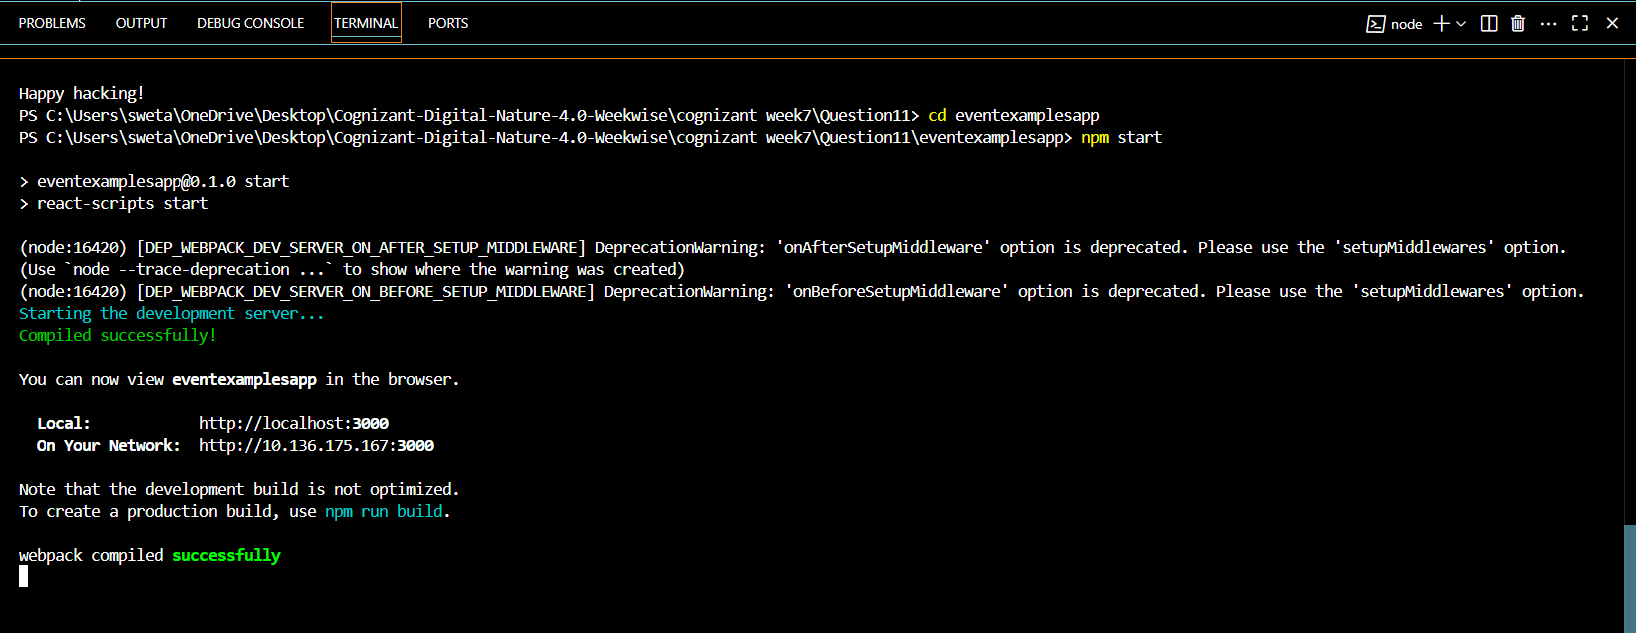 PROBLEMS OUTPUT DEBUG CONSOLE TERMINAL PORTS node
Happy hacking!
PS C:\Users\sweta\OneDrive\Desktop\Cognizant-Digital-Nature-4.0-Weekwise\cognizant week7\Question11> cd eventexamplesapp
PS C:\Users\sweta\OneDrive\Desktop\Cognizant-Digital-Nature-4.0-Weekwise\cognizant week7\Question11\eventexamplesapp> npm start
> eventexamplesapp@0.1.0 start
> react-scripts start
(node:16420) [DEP_WEBPACK_DEV_SERVER_ON_AFTER_SETUP_MIDDLEWARE] DeprecationWarning: 'onAfterSetupMiddleware' option is deprecated. Please use the 'setupMiddlewares' option.
(Use `node --trace-deprecation ...` to show where the warning was created)
(node:16420) [DEP_WEBPACK_DEV_SERVER_ON_BEFORE_SETUP_MIDDLEWARE] DeprecationWarning: 'onBeforeSetupMiddleware' option is deprecated. Please use the 'setupMiddlewares' option.
Starting the development server...
Compiled successfully!
You can now view eventexamplesapp in the browser.
Local: http://localhost:3000
On Your Network: http://10.136.175.167:3000
Note that the development build is not optimized.
To create a production build, use npm run build.
webpack compiled successfully